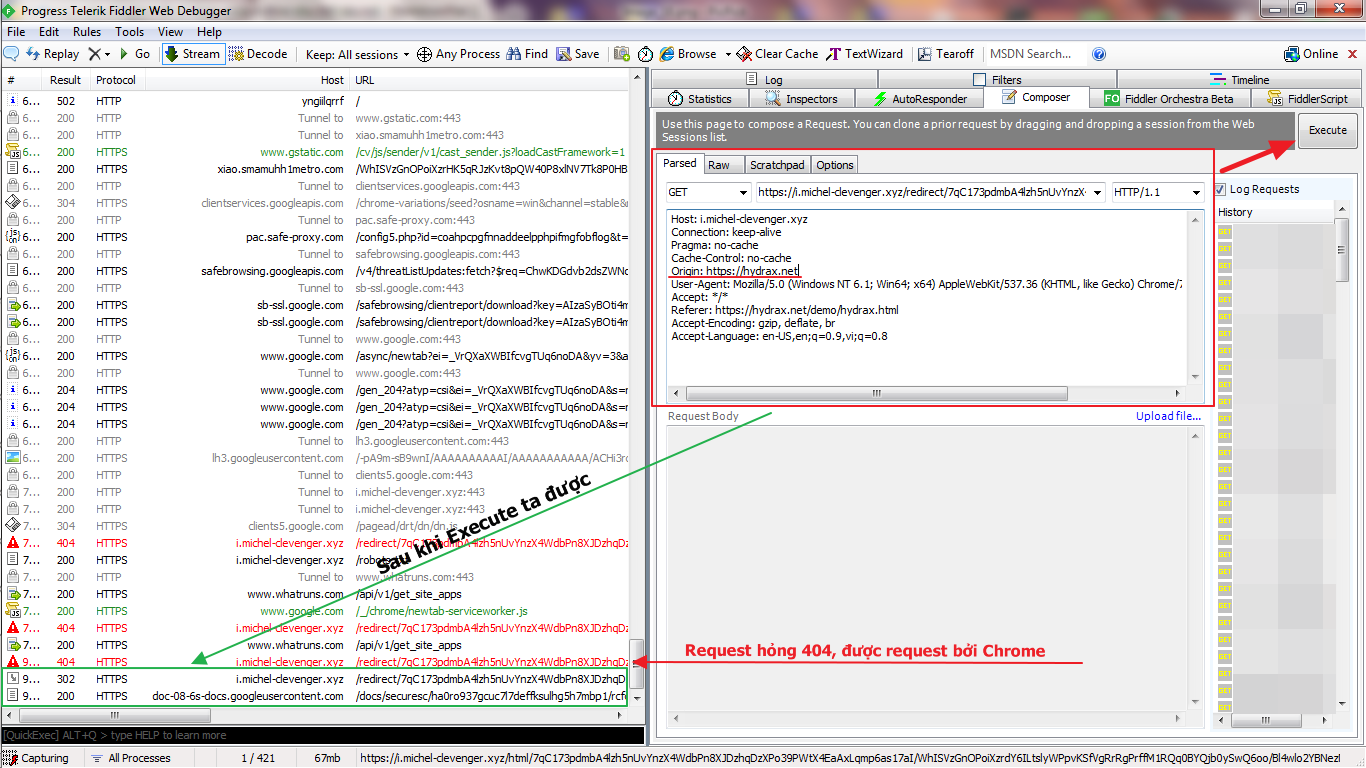 Progress Telerik Fiddler Web Debugger
File Edit Rules Tools View Help
Replay Go Stream Decode Keep: All sessions Any Process Find Save Browse Clear Cache TextWizard Tearoff MSDN Search... Online
# Result Protocol Host URL
6... 502 HTTP yngiilqrrf /
6... 200 HTTP Tunnel to www.gstatic.com:443
6... 200 HTTP Tunnel to xiao.smamuhh1metro.com:443
6... 200 HTTPS www.gstatic.com /cv/js/sender/v1/cast_sender.js?loadCastFramework=1
6... 200 HTTPS xiao.smamuhh1metro.com
6... 200 HTTP Tunnel to clientservices.googleapis.com:443
6... 304 HTTPS clientservices.googleapis.com /chrome-variations/seed?osname=win&channel=stable&
6... 200 HTTP Tunnel to pac.safe-proxy.com:443
6... 200 HTTPS pac.safe-proxy.com /config5.php?id=coahpcpgfnnaddeelpphpifmgfobflog&t=
6... 200 HTTP Tunnel to safebrowsing.googleapis.com:443
6... 200 HTTPS safebrowsing.googleapis.com /v4/threatListUpdates:fetch?$req=ChwKDGdvb2dsZWNo
6... 200 HTTP Tunnel to sb-ssl.google.com:443
6... 200 HTTPS sb-ssl.google.com /safebrowsing/clientreport/download?key=AIzaSyBOti4m
6... 200 HTTPS sb-ssl.google.com /safebrowsing/clientreport/download?key=AIzaSyBOti4m
6... 200 HTTP Tunnel to www.google.com:443
6... 200 HTTPS www.google.com /async/newtab?ei=_VrQXaXWBIfcvgTUq6noDA&yv=3&a
6... 200 HTTP Tunnel to www.google.com:443
6... 204 HTTPS www.google.com /gen_204?atyp=csi&ei=_VrQXaXWBIfcvgTUq6noDA&s=n
6... 204 HTTPS www.google.com /gen_204?atyp=csi&ei=_VrQXaXWBIfcvgTUq6noDA&s=n
6... 204 HTTPS www.google.com /gen_204?atyp=csi&ei=_VrQXaXWBIfcvgTUq6noDA&s=n
6... 200 HTTP Tunnel to lh3.googleusercontent.com:443
6... 200 HTTPS lh3.googleusercontent.com
6... 200 HTTP Tunnel to clients5.google.com:443
7... 200 HTTP Tunnel to i.michel-clevenger.xyz:443
7... 200 HTTP Tunnel to i.michel-clevenger.xyz:443
7... 304 HTTPS clients5.google.com /pagead/drt/dn/dn.js
7... 404 HTTPS i.michel-clevenger.xyz /redirect/7qC173pdmbA4lzh5nUvYnzX4WdbPn8XJDzhqDz
7... 200 HTTPS i.michel-clevenger.xyz
7... 200 HTTP Tunnel to www.whatruns.com:443
7... 200 HTTPS www.whatruns.com /api/v1/get_site_apps
7... 200 HTTPS www.google.com /_/chrome/newtab-serviceworker.js
7... 404 HTTPS i.michel-clevenger.xyz /redirect/7qC173pdmbA4lzh5nUvYnzX4WdbPn8XJDzhqDz
7... 200 HTTPS www.whatruns.com /api/v1/get_site_apps
9... 404 HTTPS i.michel-clevenger.xyz /redirect/7qC173pdmbA4lzh5nUvYnzX4WdbPn8XJDzhqDz
9... 302 HTTPS i.michel-clevenger.xyz /redirect/7qC173pdmbA4lzh5nUvYnzX4WdbPn8XJDzhqD
9... 200 HTTPS doc-08-6s-docs.googleusercontent.com /docs/securesc/ha0ro937gcuc7l7deffksulhg5h7mbp1/rcf
Sau khi Execute ta được
[QuickExec] ALT+Q > type HELP to learn more
Log Filters Timeline
Statistics Inspectors AutoResponder Composer FO Fiddler Orchestra Beta FiddlerScript
Use this page to compose a Request. You can clone a prior request by dragging and dropping a session from the Web
Sessions list.
Execute
Parsed Raw Scratchpad Options
GET https://i.michel-clevenger.xyz/redirect/7qC173pdmbA4lzh5nUvYnzX HTTP/1.1
Host: i.michel-clevenger.xyz
Connection: keep-alive
Pragma: no-cache
Cache-Control: no-cache
Origin: https://hydrax.net
User-Agent: Mozilla/5.0 (Windows NT 6.1; Win64; x64) AppleWebKit/537.36 (KHTML, like Gecko) Chrome/7
Accept: */*
Referer: https://hydrax.net/demo/hydrax.html
Accept-Encoding: gzip, deflate, br
Accept-Language: en-US,en;q=0.9,vi;q=0.8
Request Body Upload file...
Log Requests
History
Request hỏng 404, được request bởi Chrome
Capturing All Processes 1 / 421 67mb